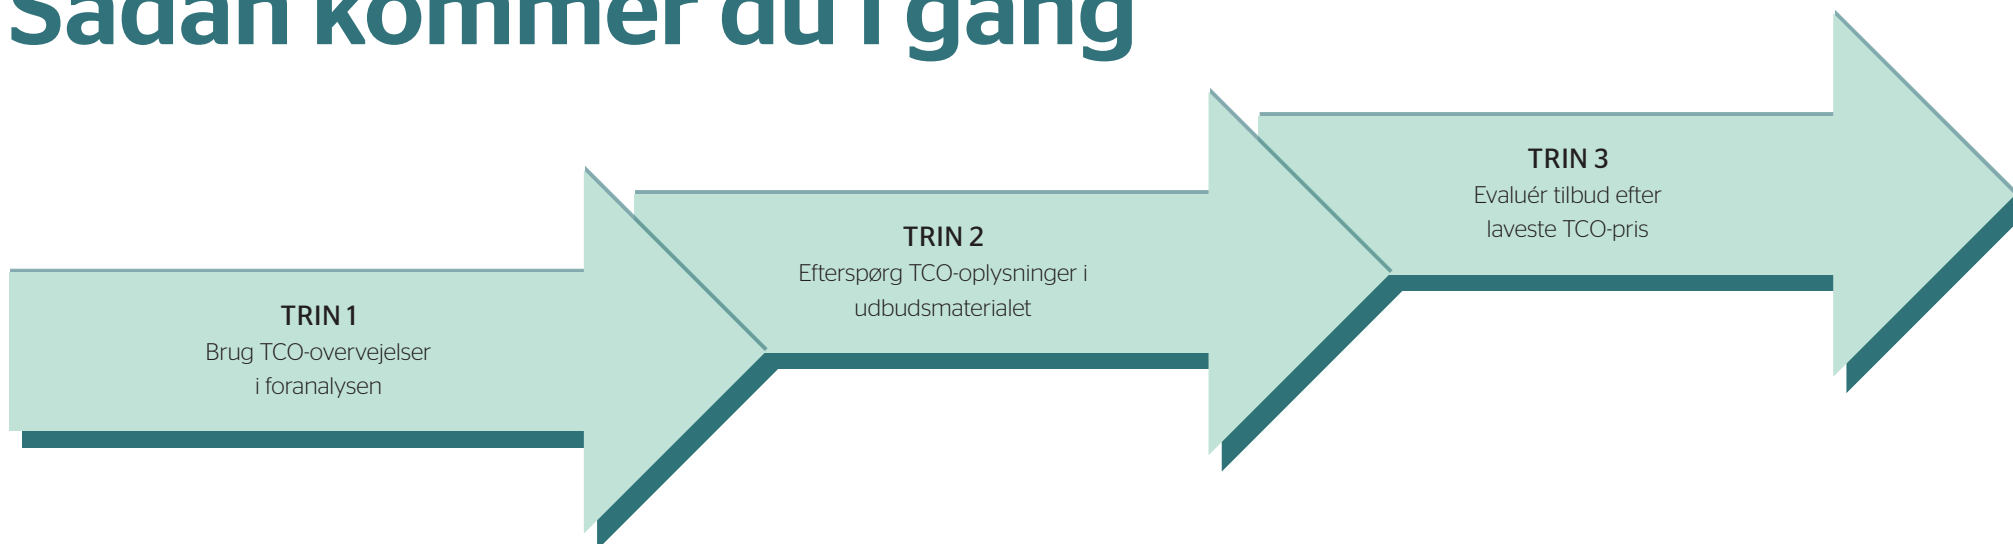 Sådan kommer du i gang
TRIN 1
Brug TCO-overvejelser
i foranalysen
TRIN 2
Efterspørg TCO-oplysninger i
udbudsmaterialet
TRIN 3
Evaluér tilbud efter
laveste TCO-pris